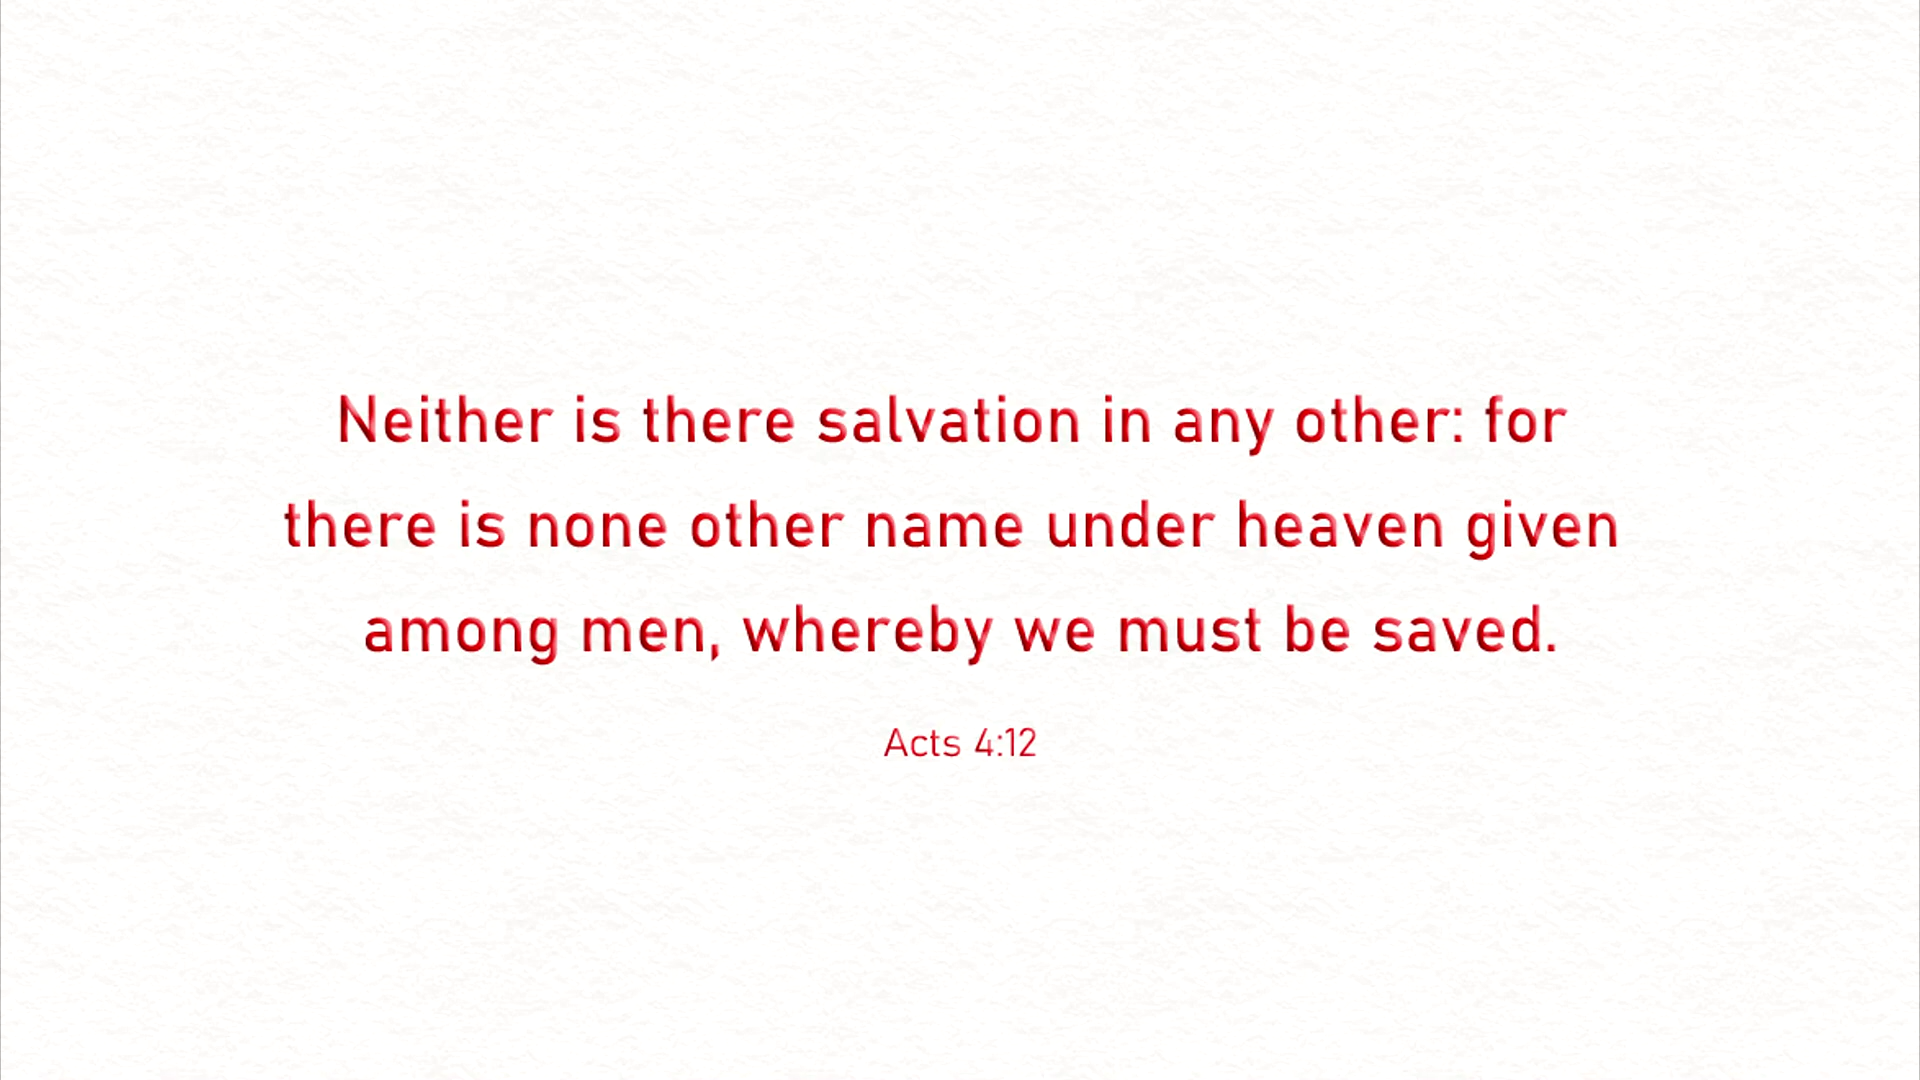 Neither is there salvation in any other: for
there is none other name under heaven given
among men, whereby we must be saved.
Acts 4:12